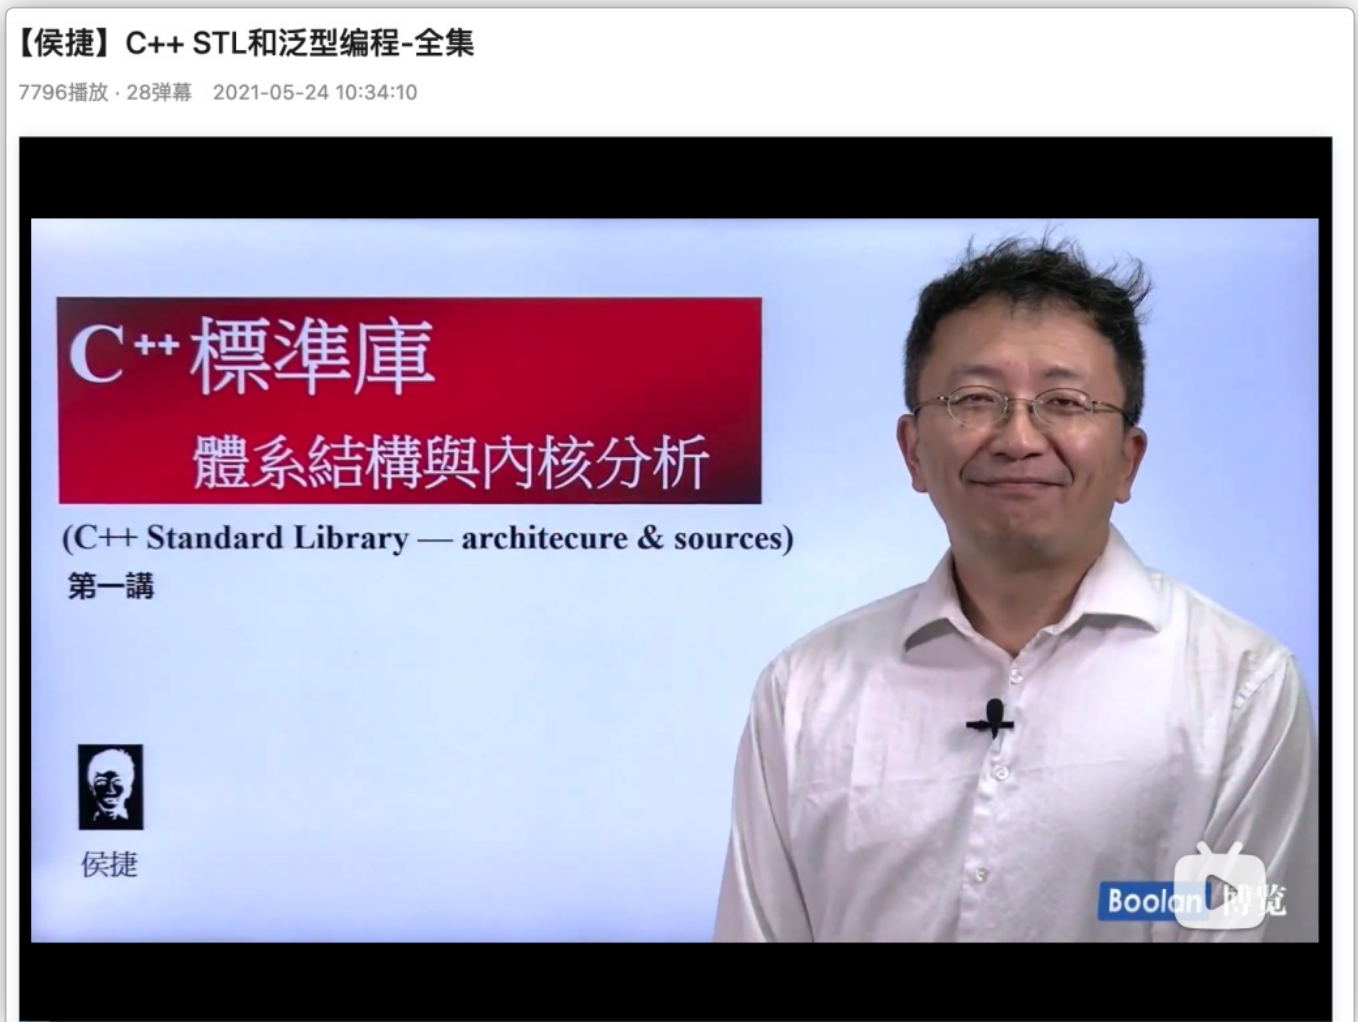 【侯捷】C++ STL和泛型编程-全集
7796播放 · 28弹幕 2021-05-24 10:34:10
C++標準庫
體系結構與內核分析
(C++ Standard Library — architecure & sources)
第一講
侯捷
Boolan 博览